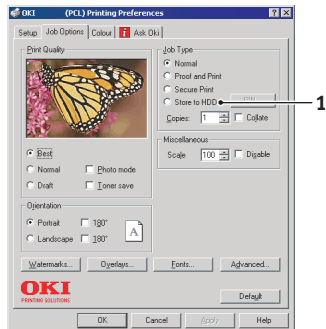 OKI (PCL) Printing Preferences
Setup Job Options Colour Ask Oki
Print Quality
Best
Normal
Draft
Photo mode
Toner save
Orientation
Portrait 180°
Landscape 180°
A
Job Type
Normal
Proof and Print
Secure Print
Store to HDD
1
PIN...
Copies: 1 Collate
Miscellaneous
Scale 100 Disable
Watermarks... Overlays... Fonts... Advanced...
OKI
PRINTING SOLUTIONS
Default
OK Cancel Apply Help